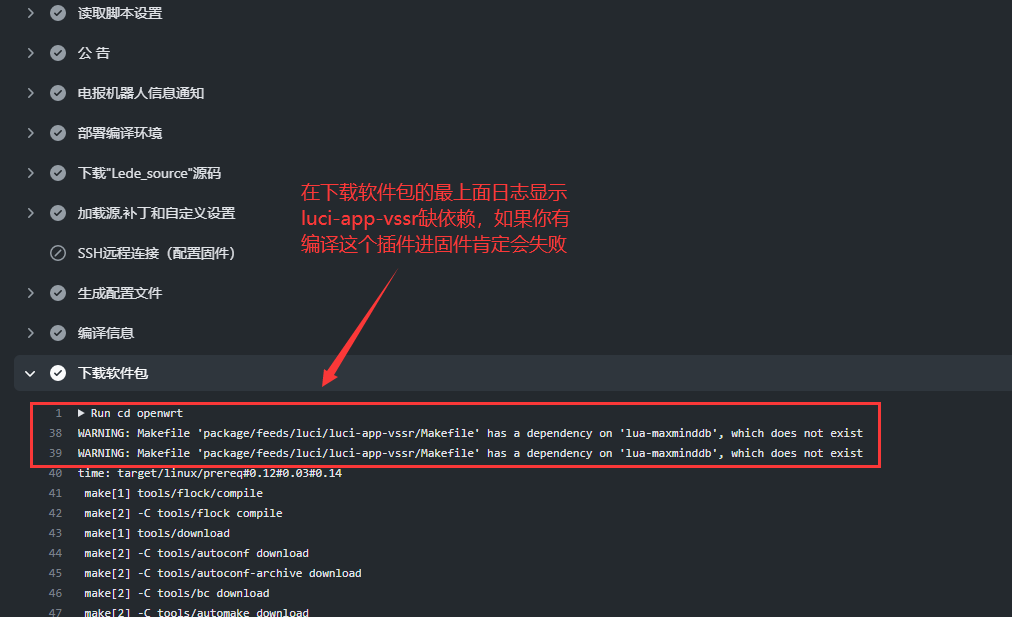 读取脚本设置
公 告
电报机器人信息通知
部署编译环境
下载"Lede_source"源码
加载源,补丁和自定义设置
SSH远程连接（配置固件）
生成配置文件
编译信息
下载软件包
在下载软件包的最上面日志显示
luci-app-vssr缺依赖，如果你有
编译这个插件进固件肯定会失败
1 ▶ Run cd openwrt
38 WARNING: Makefile 'package/feeds/luci/luci-app-vssr/Makefile' has a dependency on 'lua-maxminddb', which does not exist
39 WARNING: Makefile 'package/feeds/luci/luci-app-vssr/Makefile' has a dependency on 'lua-maxminddb', which does not exist
40 time: target/linux/prereq#0.12#0.03#0.14
41 make[1] tools/flock/compile
42 make[2] -C tools/flock compile
43 make[1] tools/download
44 make[2] -C tools/autoconf download
45 make[2] -C tools/autoconf-archive download
46 make[2] -C tools/bc download
47 make[2] -C tools/automake download